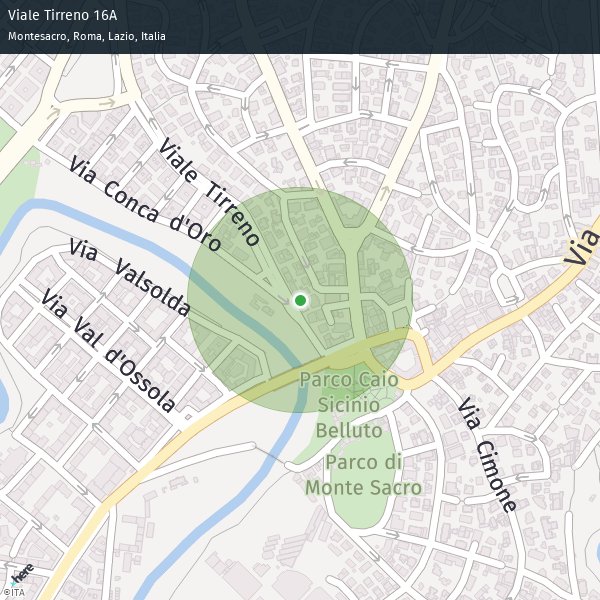 Viale Tirreno 16A
Montesacro, Roma, Lazio, Italia
Viale Tirreno
Via Conca d'Oro
Via
Via Valsolda
Via Val d'Ossola
Parco Caio
Sicinio
Belluto
Via Cimone
Parco di
Monte Sacro
here
©ITA